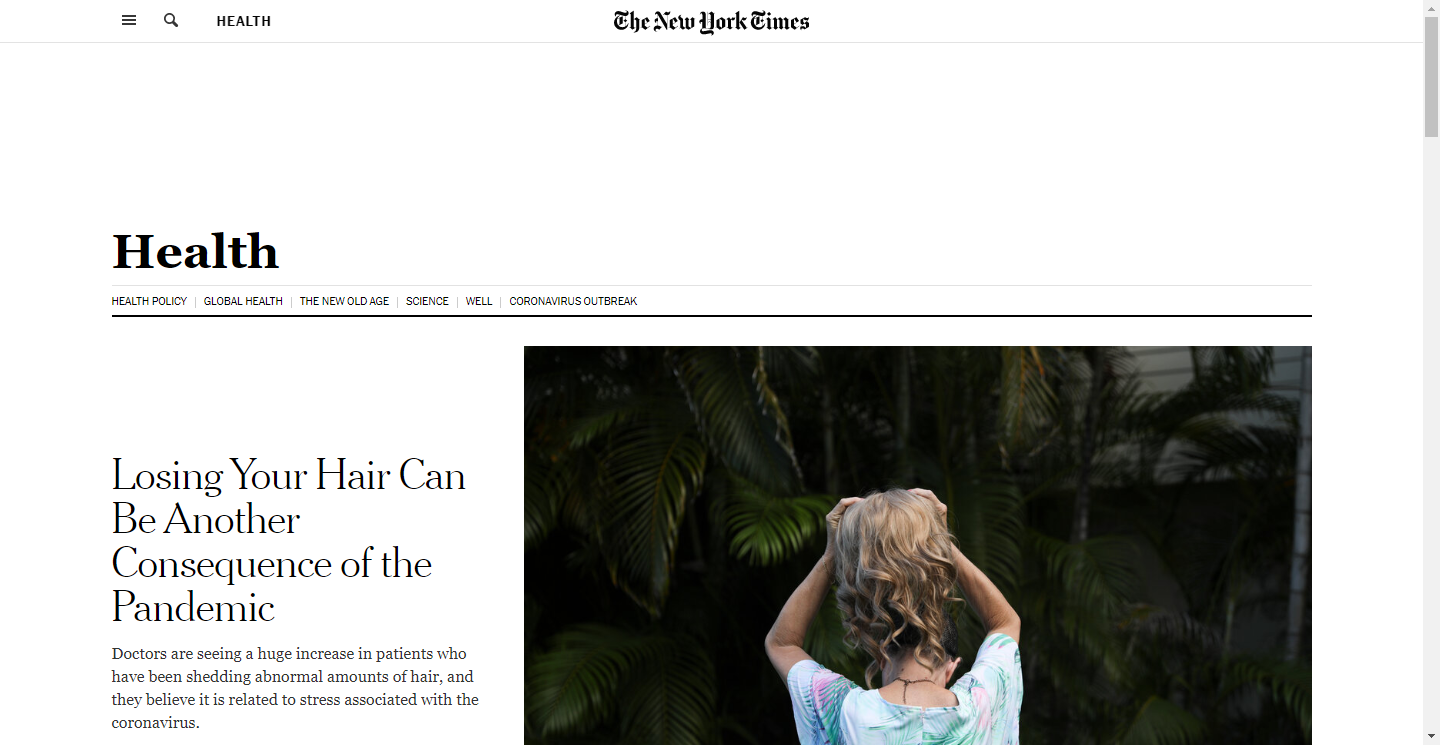 HEALTH
The New York Times
Health
HEALTH POLICY
GLOBAL HEALTH
THE NEW OLD AGE
SCIENCE
WELL
CORONAVIRUS OUTBREAK
Losing Your Hair Can
Be Another
Consequence of the
Pandemic
Doctors are seeing a huge increase in patients who
have been shedding abnormal amounts of hair, and
they believe it is related to stress associated with the
coronavirus.